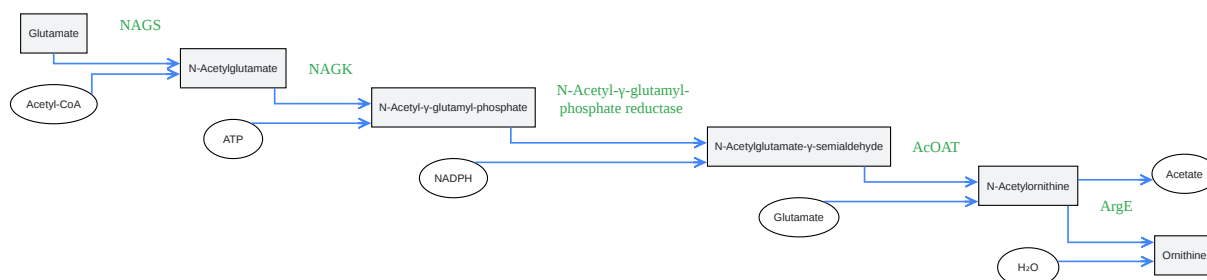 NAGS
Glutamate
N-Acetylglutamate
NAGK
Acetyl-CoA
N-Acetyl-γ-glutamyl-
phosphate reductase
N-Acetyl-γ-glutamyl-phosphate
ATP
N-Acetylglutamate-γ-semialdehyde
AcOAT
NADPH
Acetate
N-Acetylornithine
ArgE
Glutamate
Ornithine
H₂O